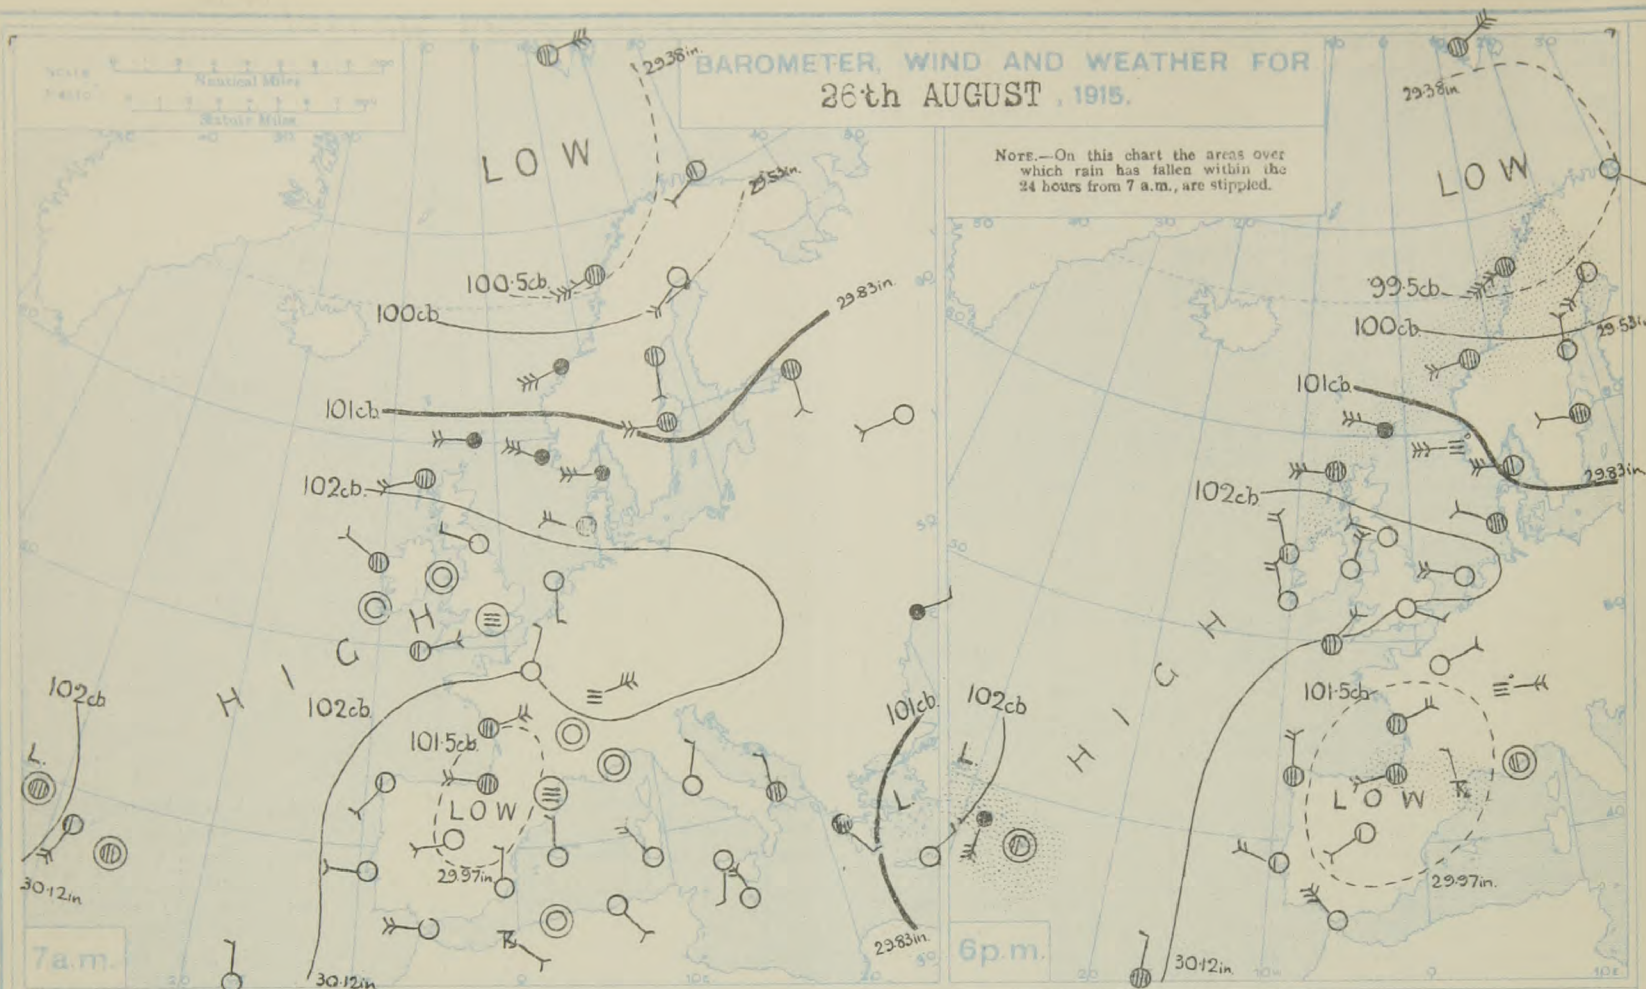 BAROMETER, WIND AND WEATHER FOR
26th AUGUST, 1915.
NOTE.—On this chart the areas over
which rain has fallen within the
24 hours from 7 a.m., are stippled.
Nautical Miles
Statute Miles
29.38in.
LOW
29.53in.
100.5cb.
100cb.
29.83in.
101cb.
102cb.
HIGH
102cb
102cb.
101.5cb.
L.
LOW
29.97in.
30.12in.
30.12in.
7a.m.
101cb.
L
29.83in.
29.38in.
LOW
99.5cb.
100cb.
29.53in
101cb.
29.83in.
102cb.
HIGH
102cb
L.
101.5cb
LOW
29.97in.
30.12in.
6p.m.